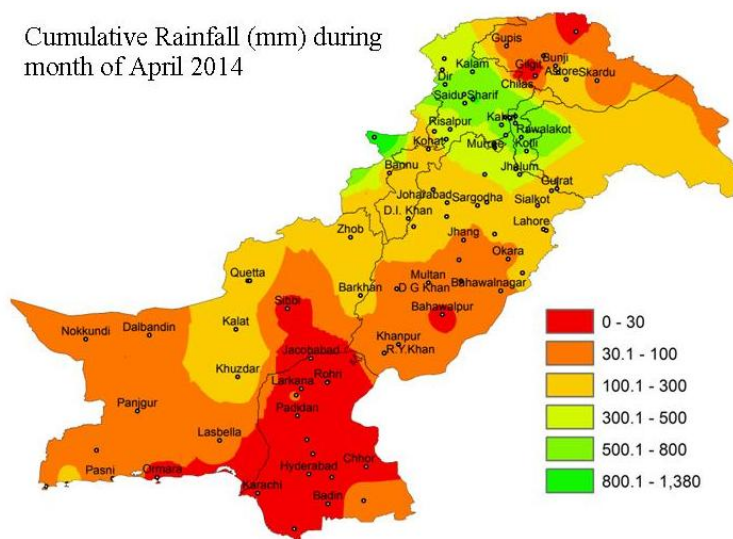 Cumulative Rainfall (mm) during
month of April 2014
Gupis
Kalam
Bunji
Gilgit
Astore
Skardu
Dir
Chilas
Saidu Sharif
Kakul
Risalpur
Rawalakot
Kohat
Murree
Kotli
Bannu
Jhelum
Gujrat
Joharabad
Sargodha
Sialkot
D.I. Khan
Lahore
Zhob
Jhang
Okara
Quetta
Multan
Barkhan
D G Khan
Bahawalnagar
Sibbi
Bahawalpur
Nokkundi
Dalbandin
Kalat
Khanpur
Jacobabad
R.Y.Khan
Khuzdar
Larkana
Rohri
Panjgur
Padidan
Lasbella
Pasni
Ormara
Hyderabad
Chhor
Karachi
Badin
0 - 30
30.1 - 100
100.1 - 300
300.1 - 500
500.1 - 800
800.1 - 1,380